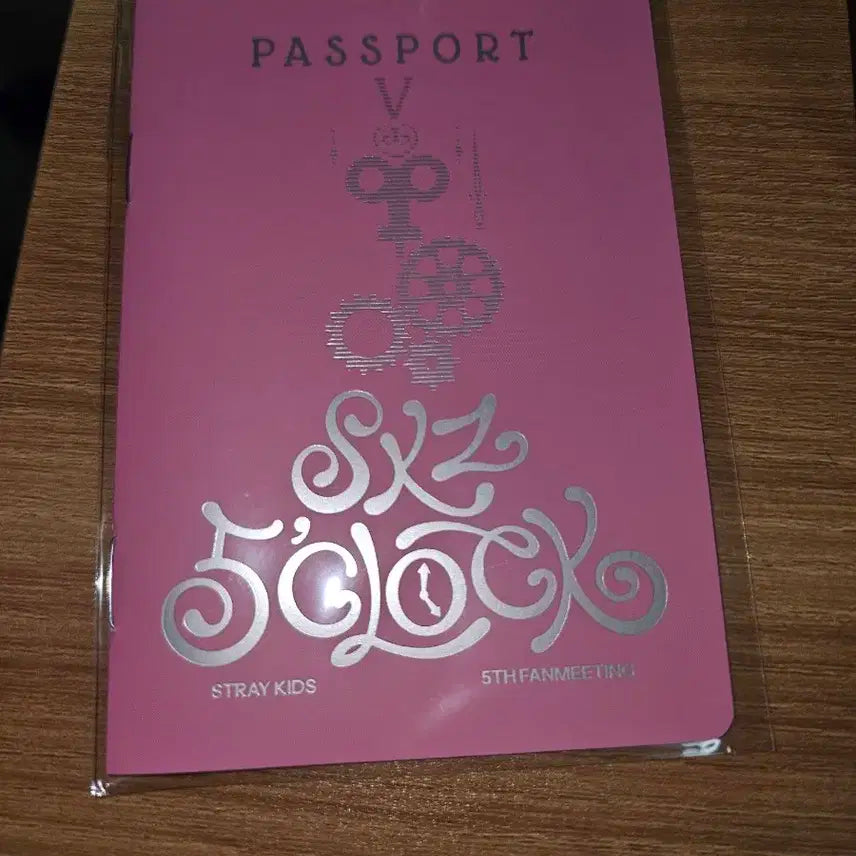 PASSPORT
SKZ
5'CLOCK
STRAY KIDS
5TH FANMEETING